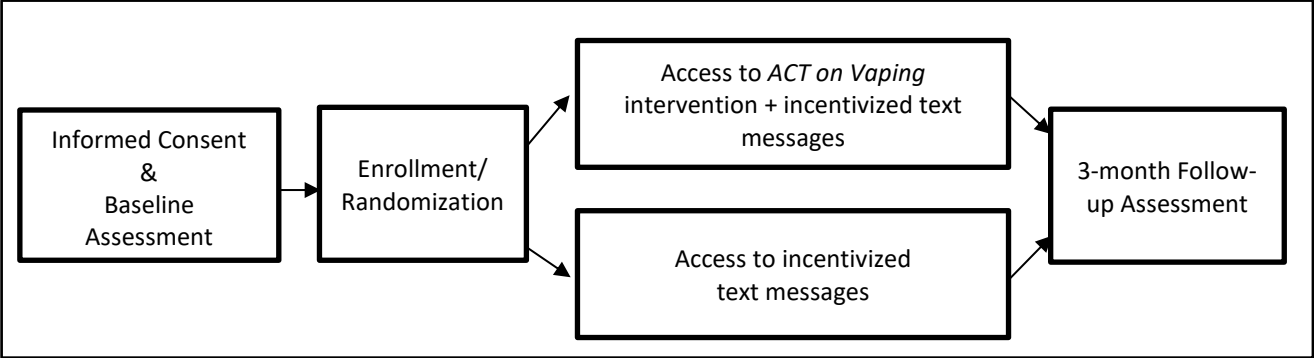 Informed Consent
&
Baseline
Assessment
Enrollment/
Randomization
Access to ACT on Vaping
intervention + incentivized text
messages
Access to incentivized
text messages
3-month Follow-
up Assessment